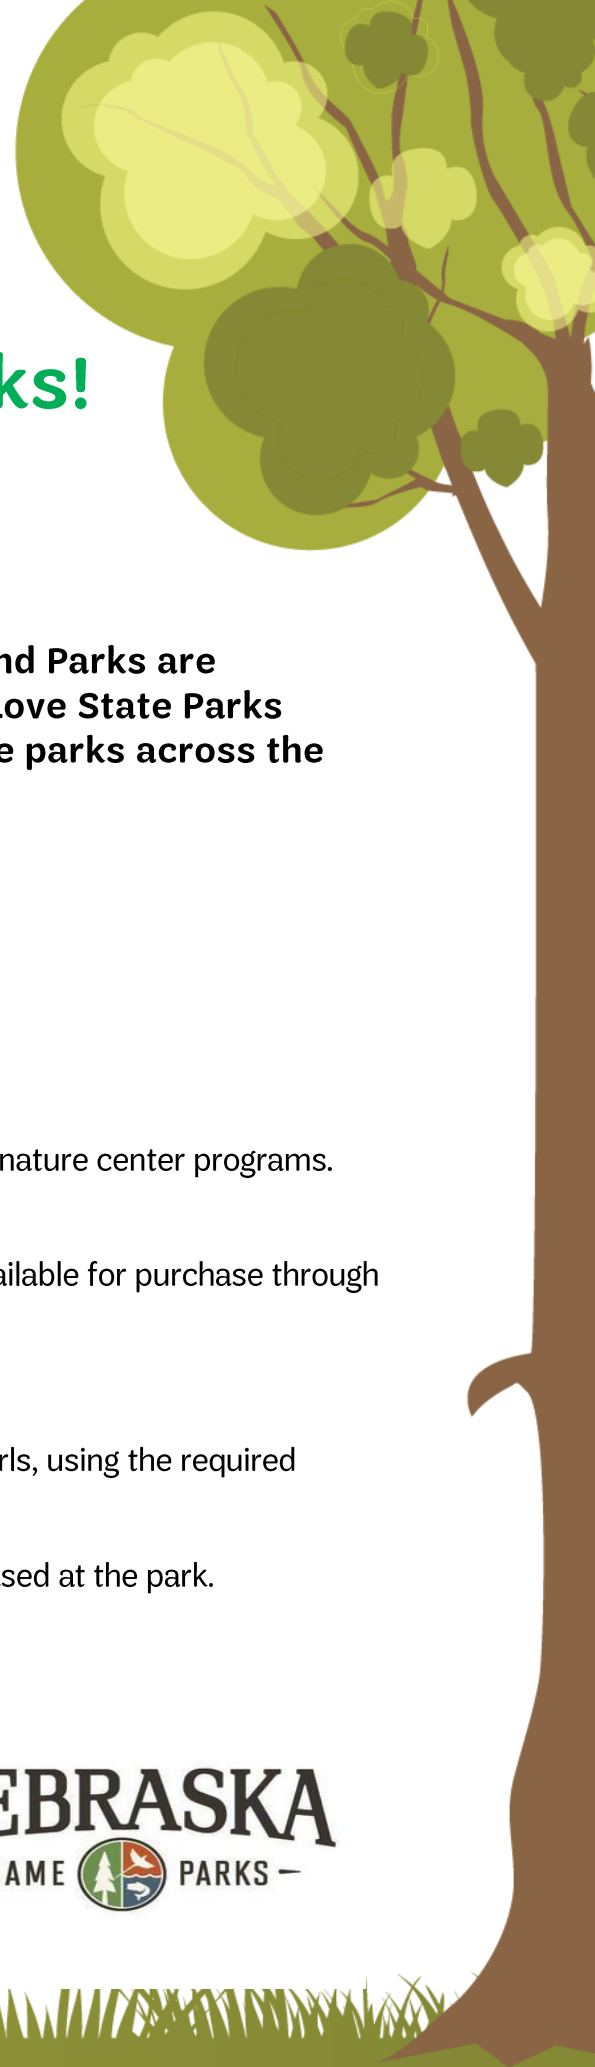 ks!
nd Parks are
Love State Parks
e parks across the
nature center programs.
ailable for purchase through
rls, using the required
sed at the park.
EBRASKA
AME PARKS